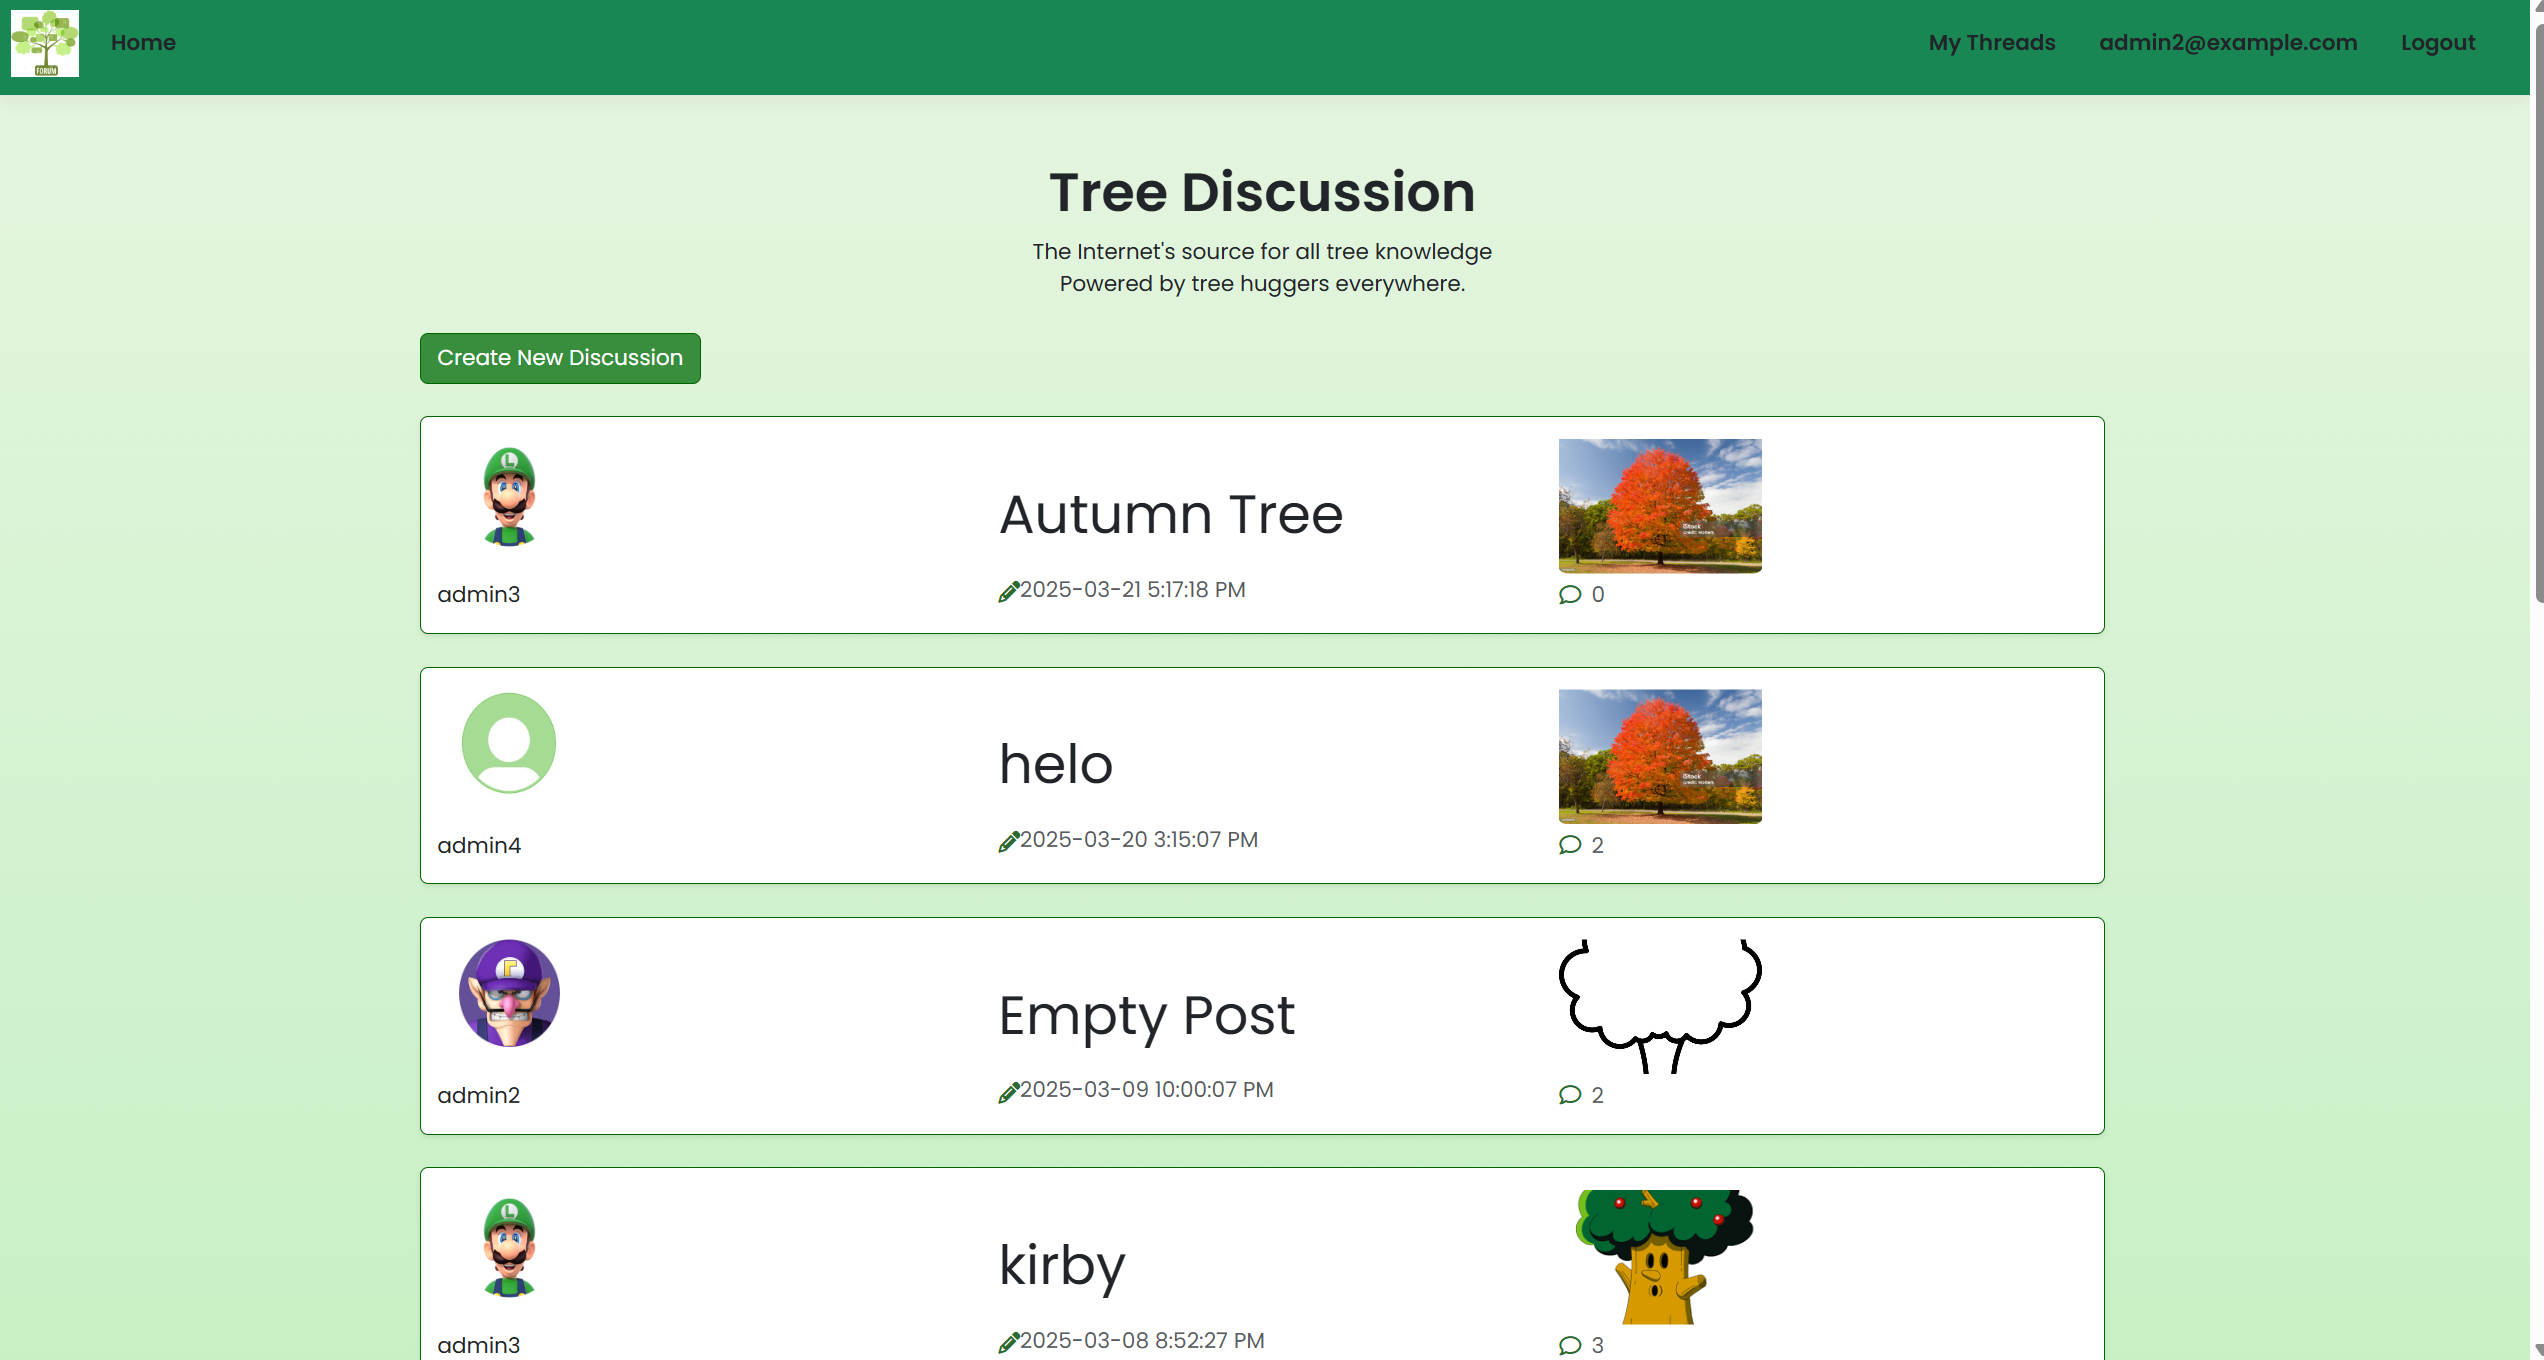 FORUM
Home
My Threads
admin2@example.com
Logout
Tree Discussion
The Internet's source for all tree knowledge
Powered by tree huggers everywhere.
Create New Discussion
L
Autumn Tree
iStock
admin3
2025-03-21 5:17:18 PM
0
helo
iStock
admin4
2025-03-20 3:15:07 PM
2
Empty Post
admin2
2025-03-09 10:00:07 PM
2
L
kirby
admin3
2025-03-08 8:52:27 PM
3